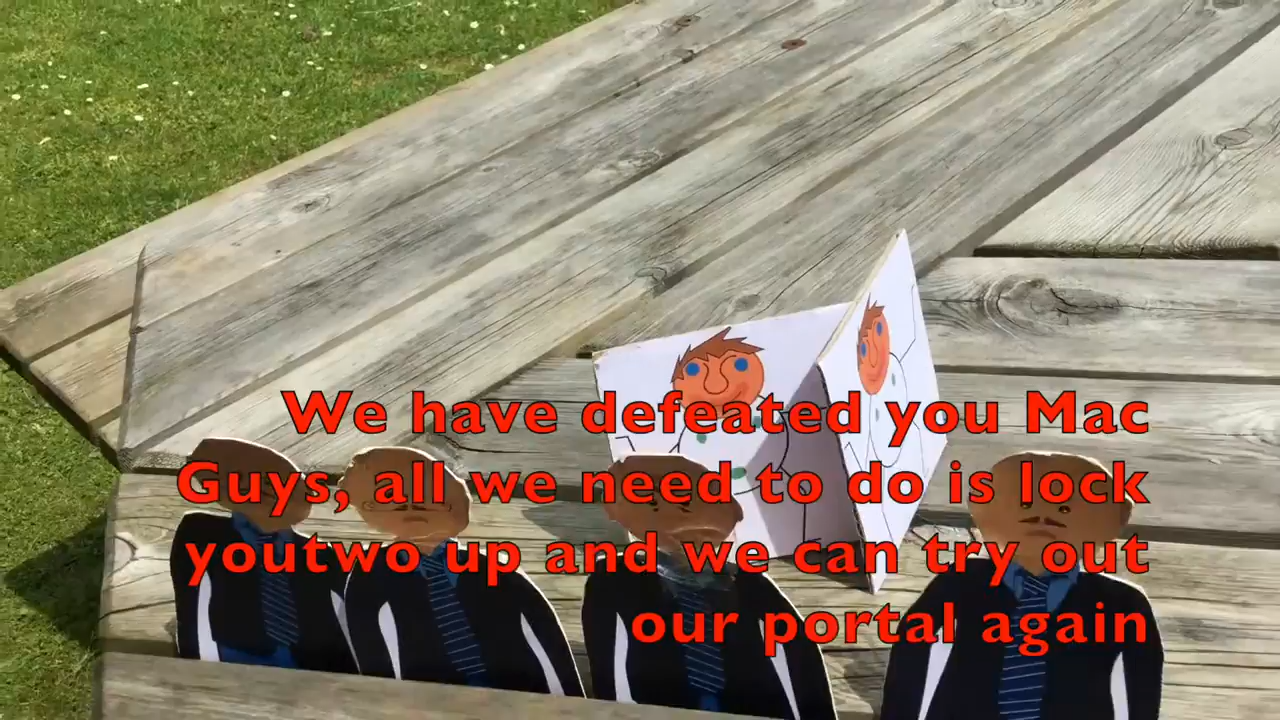 We have defeated you Mac
Guys, all we need to do is lock
youtwo up and we can try out
our portal again